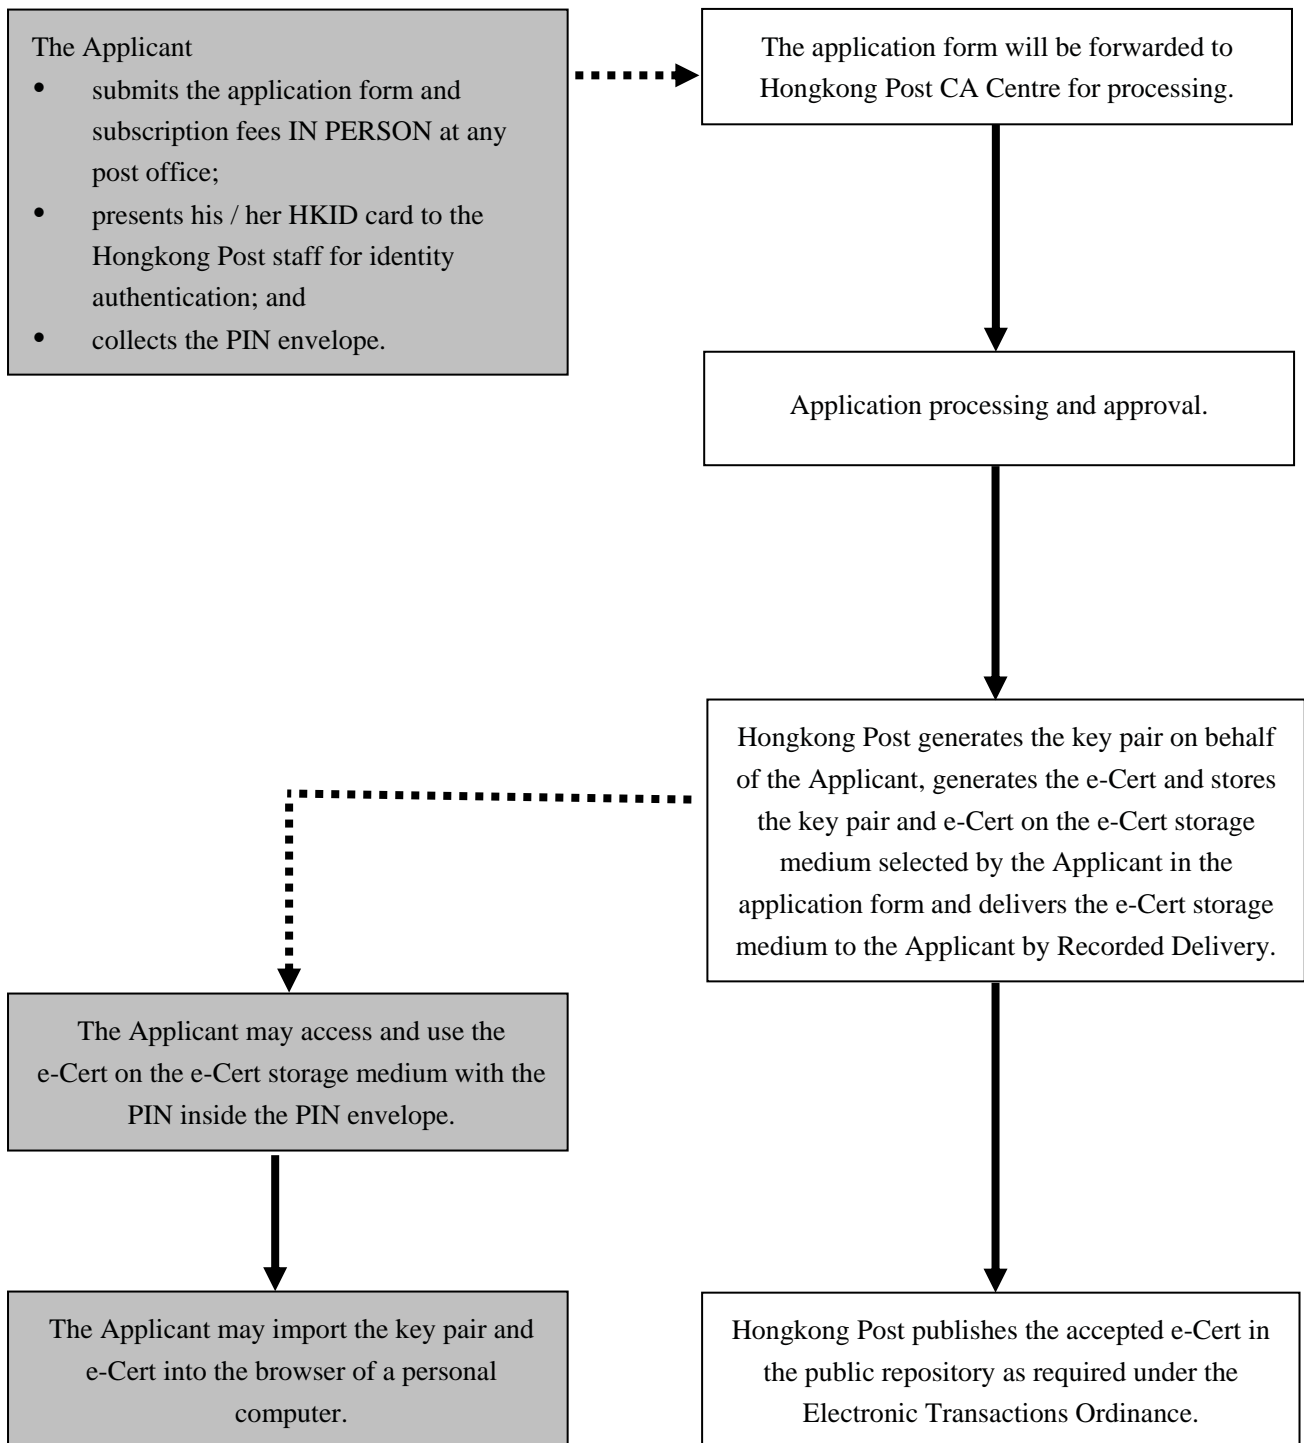 The Applicant
• submits the application form and
subscription fees IN PERSON at any
post office;
• presents his / her HKID card to the
Hongkong Post staff for identity
authentication; and
• collects the PIN envelope.
The application form will be forwarded to
Hongkong Post CA Centre for processing.
Application processing and approval.
Hongkong Post generates the key pair on behalf
of the Applicant, generates the e-Cert and stores
the key pair and e-Cert on the e-Cert storage
medium selected by the Applicant in the
application form and delivers the e-Cert storage
medium to the Applicant by Recorded Delivery.
The Applicant may access and use the
e-Cert on the e-Cert storage medium with the
PIN inside the PIN envelope.
The Applicant may import the key pair and
e-Cert into the browser of a personal
computer.
Hongkong Post publishes the accepted e-Cert in
the public repository as required under the
Electronic Transactions Ordinance.